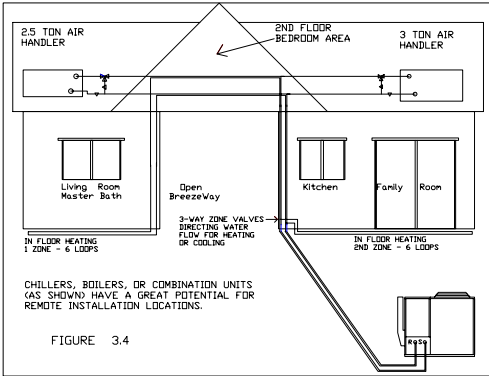 2.5 TON AIR
HANDLER
2ND FLOOR
BEDROOM AREA
3 TON AIR
HANDLER
Living Room
Master Bath
Open
BreezeWay
Kitchen
Family Room
3-WAY ZONE VALVES
DIRECTING WATER
FLOW FOR HEATING
OR COOLING
IN FLOOR HEATING
1 ZONE - 6 LOOPS
IN FLOOR HEATING
2ND ZONE - 6 LOOPS
CHILLERS, BOILERS, OR COMBINATION UNITS
(AS SHOWN) HAVE A GREAT POTENTIAL FOR
REMOTE INSTALLATION LOCATIONS.
R S
FIGURE 3.4